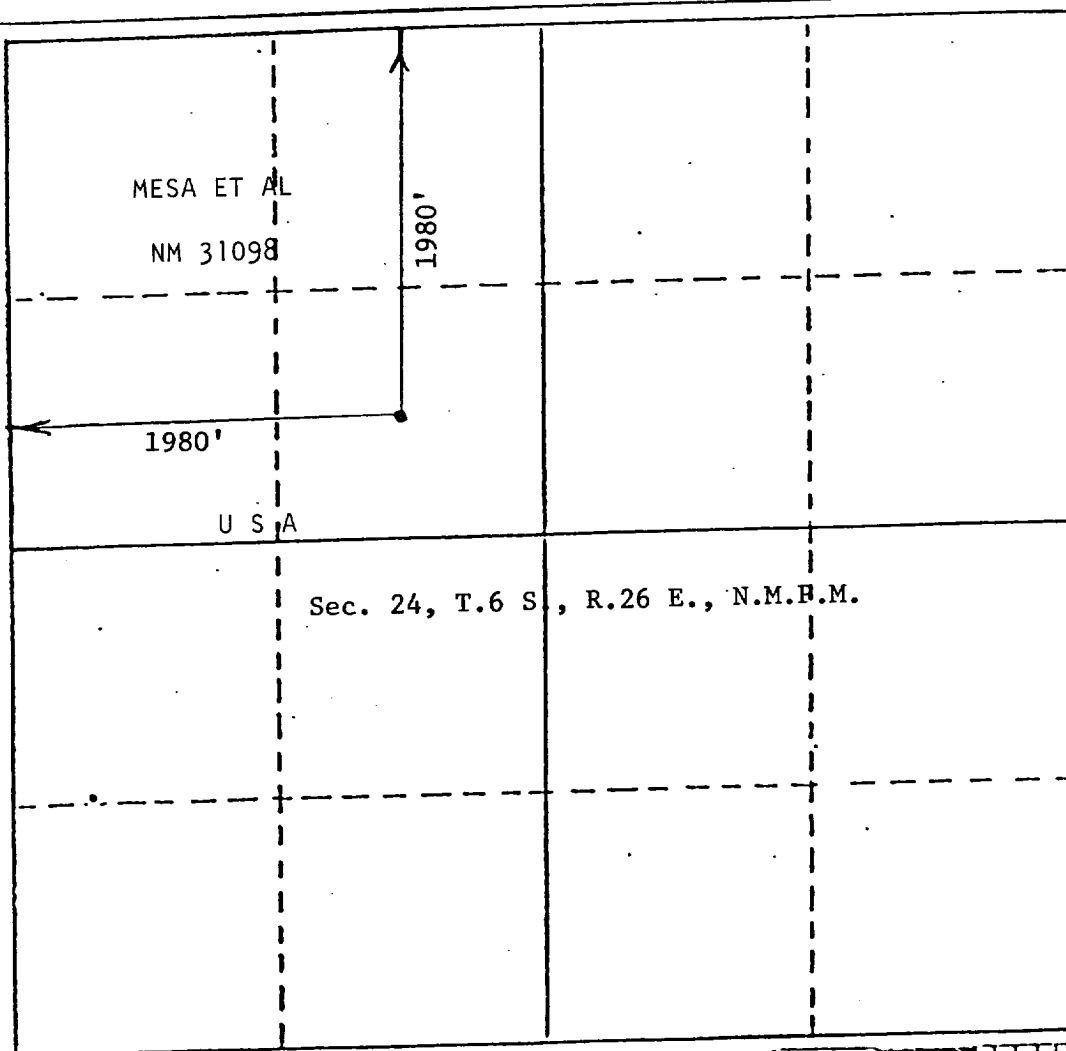 MESA ET AL
NM 31098
1980'
1980'
U S A
Sec. 24, T.6 S., R.26 E., N.M.P.M.